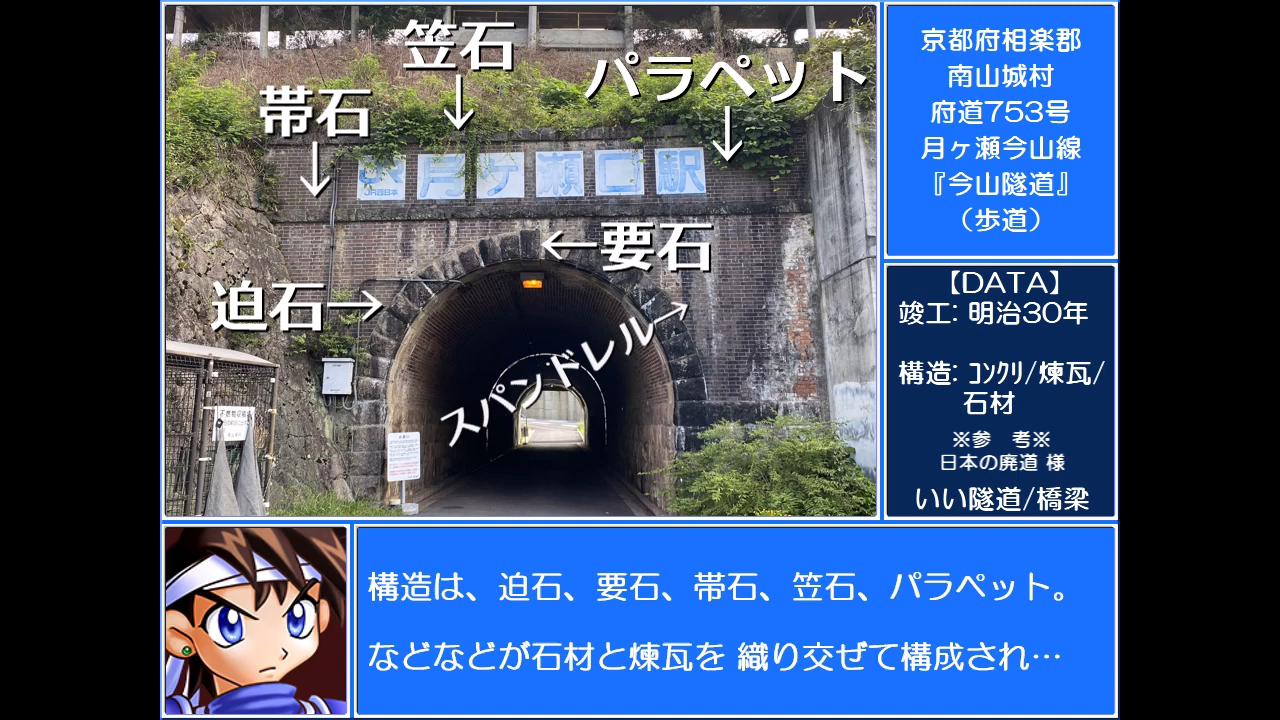 笠石
パラペット
帯石
JR西日本
月ヶ瀬口駅
←要石
迫石→
スパンドレル→
京都府相楽郡
南山城村
府道753号
月ヶ瀬今山線
『今山隧道』
（歩道）
【DATA】
竣工: 明治30年
構造: ｺﾝｸﾘ/煉瓦/
石材
※参　考※
日本の廃道 様
いい隧道/橋梁
構造は、迫石、要石、帯石、笠石、パラペット。
などなどが石材と煉瓦を 織り交ぜて構成され…